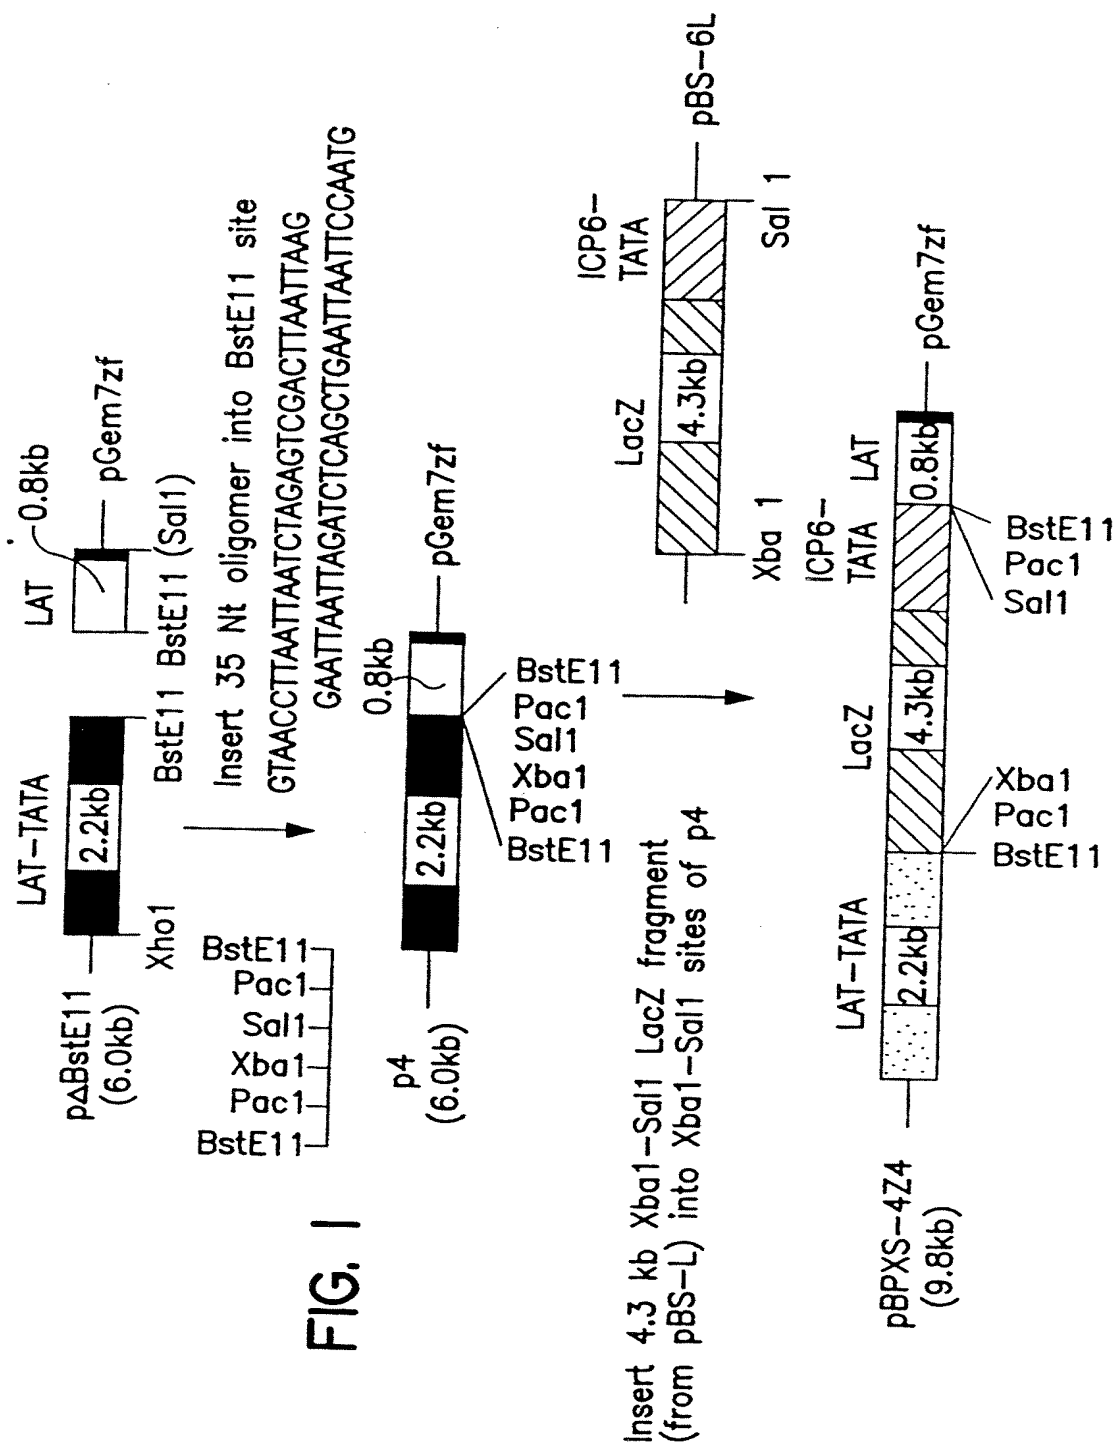 FIG. 1
LAT-TATA
LAT
0.8kb
p∆BstE11
(6.0kb)
2.2kb
pGem7zf
Xho1
BstE11
BstE11
(Sal1)
BstE11
Pac1
Xba1
Sal1
Pac1
BstE11
Insert 35 Nt oligomer into BstE11 site
GTAACCTTAATTAATCTAGAGTCGACTTAATTAAG
GAATTAATTAGATCTCAGCTGAATTAATTCCAATG
0.8kb
p4
(6.0kb)
2.2kb
pGem7zf
BstE11
Pac1
Xba1
Sal1
Pac1
BstE11
Insert 4.3 kb Xba1-Sal1 LacZ fragment
(from pBS-L) into Xba1-Sal1 sites of p4
LacZ
ICP6-
TATA
4.3kb
pBS-6L
Xba 1
Sal 1
LAT-TATA
LacZ
ICP6-
TATA
LAT
pBPXS-4Z4
(9.8kb)
2.2kb
4.3kb
0.8kb
pGem7zf
BstE11
Pac1
Xba1
Sal1
Pac1
BstE11